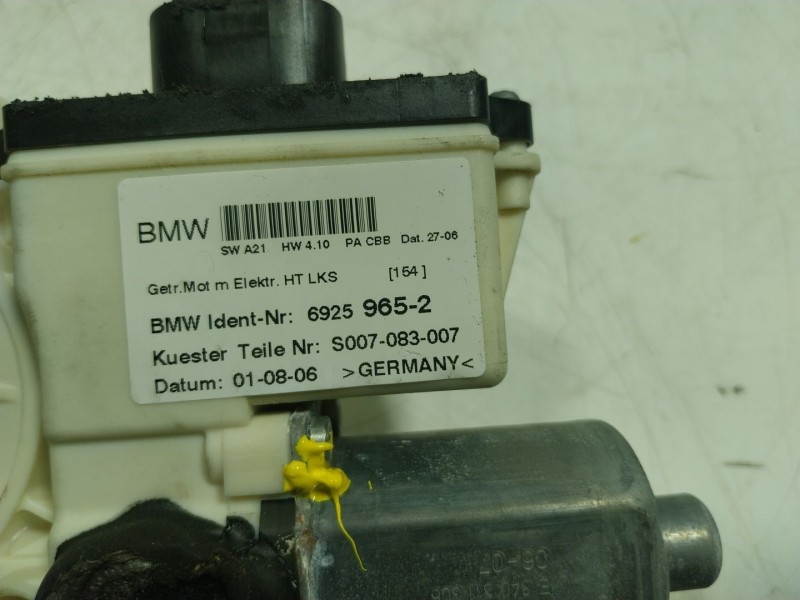 BMW
SW A21 HW 4.10 PA CBB Dat. 27-06
Getr.Mot m Elektr. HT LKS [154]
BMW Ident-Nr: 6925 965-2
Kuester Teile Nr: S007-083-007
Datum: 01-08-06 >GERMANY<